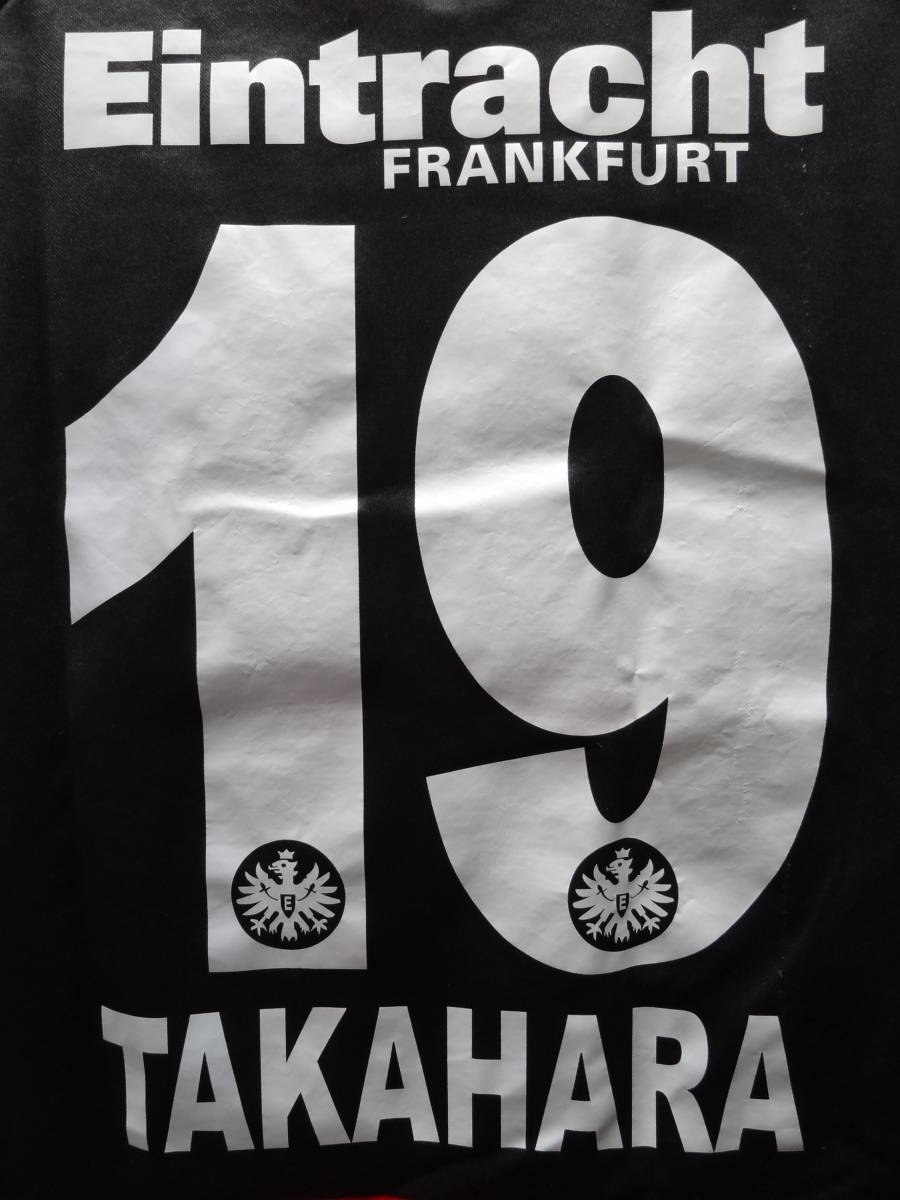 Eintracht
FRANKFURT
19
E E
TAKAHARA